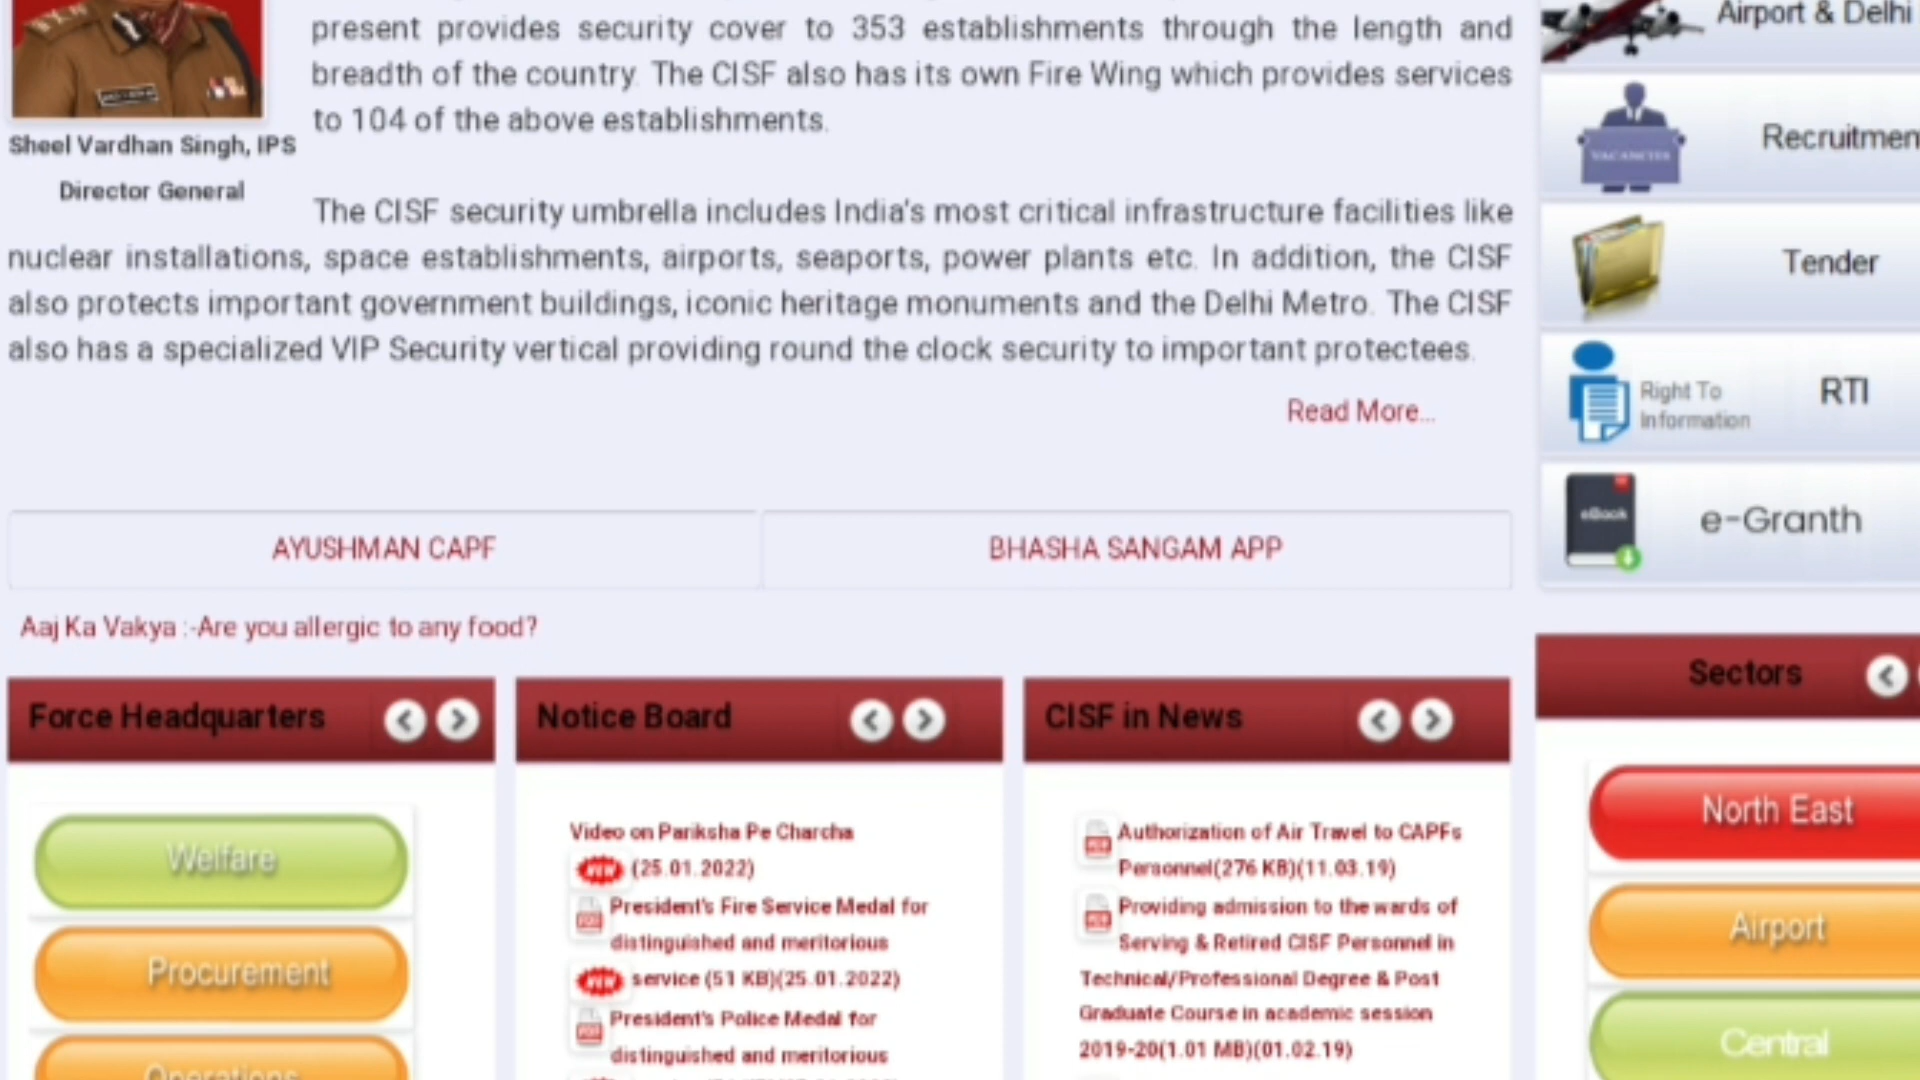 present provides security cover to 353 establishments through the length and
breadth of the country. The CISF also has its own Fire Wing which provides services
to 104 of the above establishments.
Sheel Vardhan Singh, IPS
Director General
The CISF security umbrella includes India's most critical infrastructure facilities like
nuclear installations, space establishments, airports, seaports, power plants etc. In addition, the CISF
also protects important government buildings, iconic heritage monuments and the Delhi Metro. The CISF
also has a specialized VIP Security vertical providing round the clock security to important protectees.
Read More...
AYUSHMAN CAPF
BHASHA SANGAM APP
Aaj Ka Vakya :-Are you allergic to any food?
Force Headquarters
Welfare
Procurement
Operations
Notice Board
Video on Pariksha Pe Charcha
NEW (25.01.2022)
President's Fire Service Medal for
distinguished and meritorious
NEW service (51 KB)(25.01.2022)
President's Police Medal for
distinguished and meritorious
CISF in News
Authorization of Air Travel to CAPFs
Personnel(276 KB)(11.03.19)
Providing admission to the wards of
Serving & Retired CISF Personnel in
Technical/Professional Degree & Post
Graduate Course in academic session
2019-20(1.01 MB)(01.02.19)
Airport & Delhi
VACANCIES
Recruitmen
Tender
Right To
Information
RTI
eBook
e-Granth
Sectors
North East
Airport
Central